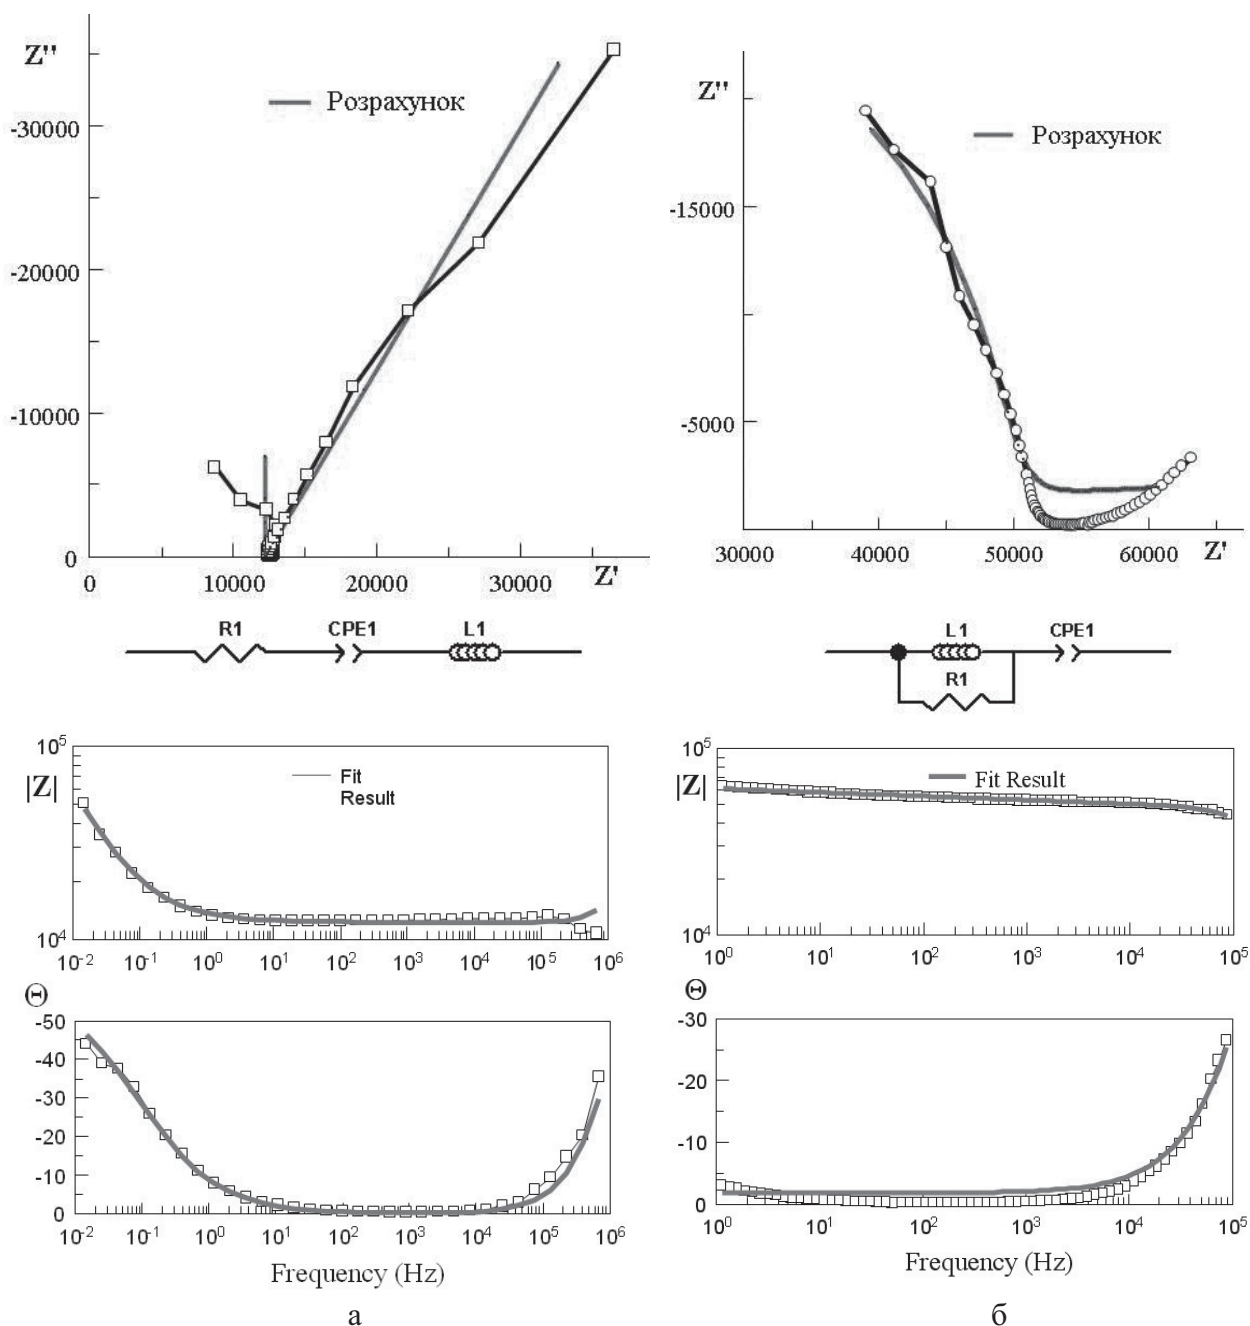 Z''
Розрахунок
-30000
-20000
-10000
0
0
10000
20000
30000
Z'
R1
CPE1
L1
10^5
|Z|
Fit
Result
10^4
10^-2
10^-1
10^0
10^1
10^2
10^3
10^4
10^5
10^6
Θ
-50
-40
-30
-20
-10
0
10^-2
10^-1
10^0
10^1
10^2
10^3
10^4
10^5
10^6
Frequency (Hz)
а
Z''
Розрахунок
-15000
-5000
30000
40000
50000
60000
Z'
L1
CPE1
R1
10^5
|Z|
Fit Result
10^4
10^0
10^1
10^2
10^3
10^4
10^5
Θ
-30
-20
-10
0
10^0
10^1
10^2
10^3
10^4
10^5
Frequency (Hz)
б